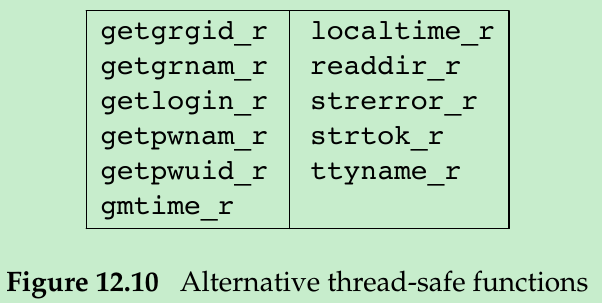 getgrgid_r localtime_r
getgrnam_r readdir_r
getlogin_r strerror_r
getpwnam_r strtok_r
getpwuid_r ttyname_r
gmtime_r
Figure 12.10 Alternative thread-safe functions